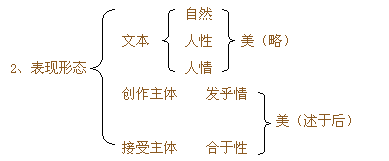 自然
文本 人性 美（略）
人情
2、表现形态
创作主体 发乎情
美（述于后）
接受主体 合于性